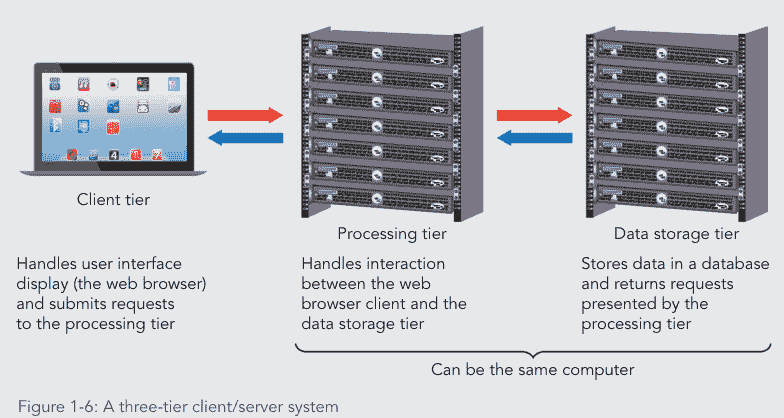 Client tier
Processing tier
Data storage tier
Handles user interface
display (the web browser)
and submits requests
to the processing tier
Handles interaction
between the web
browser client and the
data storage tier
Stores data in a database
and returns requests
presented by the
processing tier
Can be the same computer
Figure 1-6: A three-tier client/server system